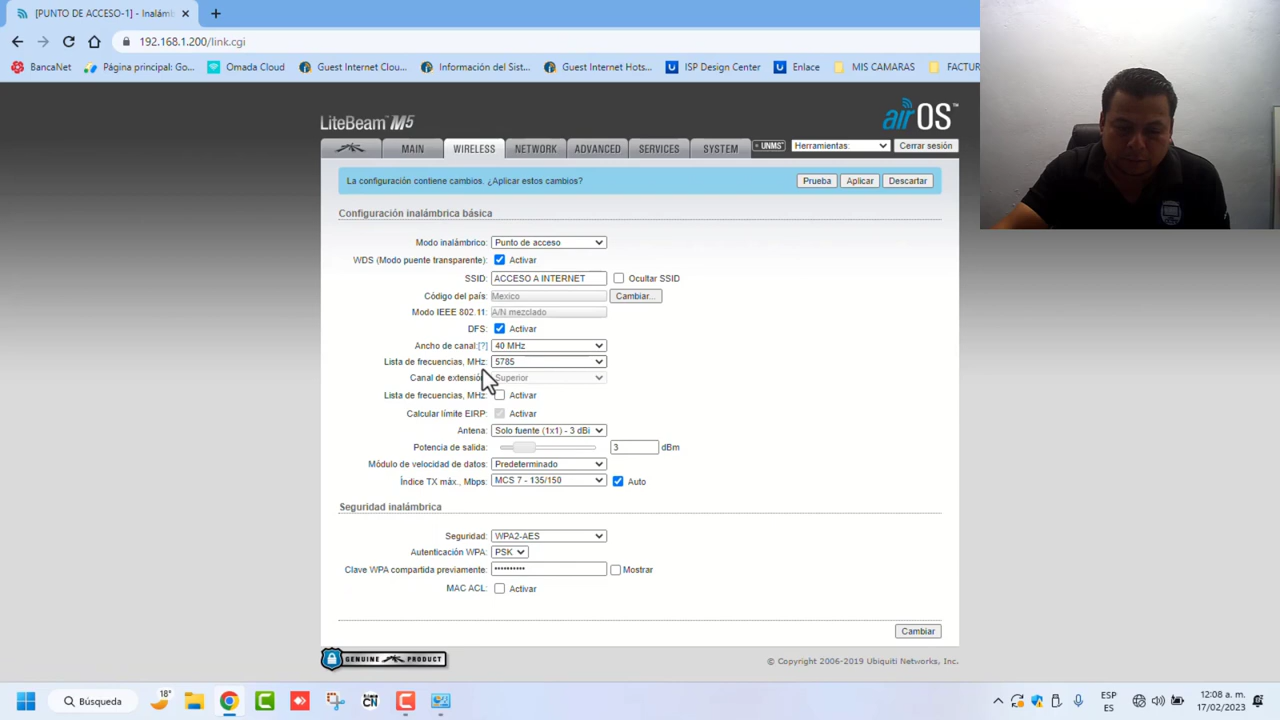 [PUNTO DE ACCESO-1] - Inalámb
192.168.1.200/link.cgi
BancaNet
Página principal: Go...
Omada Cloud
Guest Internet Clou...
Información del Sist...
Guest Internet Hots...
ISP Design Center
Enlace
MIS CAMARAS
FACTUR
LiteBeam M5
airOS™
MAIN
WIRELESS
NETWORK
ADVANCED
SERVICES
SYSTEM
UNMS
Herramientas:
Cerrar sesión
La configuración contiene cambios. ¿Aplicar estos cambios?
Prueba
Aplicar
Descartar
Configuración inalámbrica básica
Modo inalámbrico: Punto de acceso
WDS (Modo puente transparente): Activar
SSID: ACCESO A INTERNET Ocultar SSID
Código del país: Mexico Cambiar...
Modo IEEE 802.11: A/N mezclado
DFS: Activar
Ancho de canal:[?] 40 MHz
Lista de frecuencias, MHz: 5785
Canal de extensió Superior
Lista de frecuencias, MHz: Activar
Calcular límite EIRP: Activar
Antena: Solo fuente (1x1) - 3 dBi
Potencia de salida: 3 dBm
Módulo de velocidad de datos: Predeterminado
Índice TX máx., Mbps: MCS 7 - 135/150 Auto
Seguridad inalámbrica
Seguridad: WPA2-AES
Autenticación WPA: PSK
Clave WPA compartida previamente: •••••••••• Mostrar
MAC ACL: Activar
Cambiar
GENUINE PRODUCT
© Copyright 2006-2019 Ubiquiti Networks, Inc.
Búsqueda
18°
CN
ESP
ES
12:08 a. m.
17/02/2023